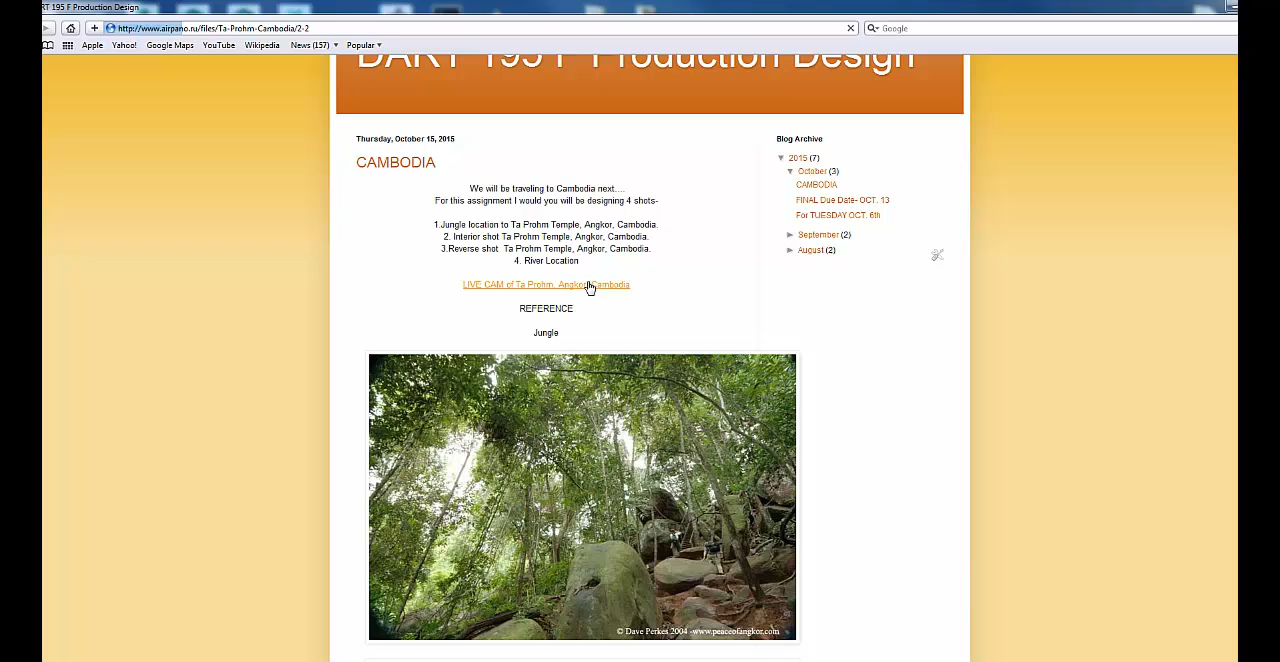 DART 195 F Production Design
http://www.airpano.ru/files/Ta-Prohm-Cambodia/2-2
Google
Apple
Yahoo!
Google Maps
YouTube
Wikipedia
News (157)
Popular
DART 195 F Production Design
Thursday, October 15, 2015
CAMBODIA
We will be traveling to Cambodia next....
For this assignment I would you will be designing 4 shots-
1.Jungle location to Ta Prohm Temple, Angkor, Cambodia.
2. Interior shot Ta Prohm Temple, Angkor, Cambodia.
3.Reverse shot Ta Prohm Temple, Angkor, Cambodia.
4. River Location
LIVE CAM of Ta Prohm, Angkor, Cambodia
REFERENCE
Jungle
© Dave Perkes 2004 -www.peaceofangkor.com
Blog Archive
▼ 2015 (7)
▼ October (3)
CAMBODIA
FINAL Due Date- OCT. 13
For TUESDAY OCT. 6th
► September (2)
► August (2)